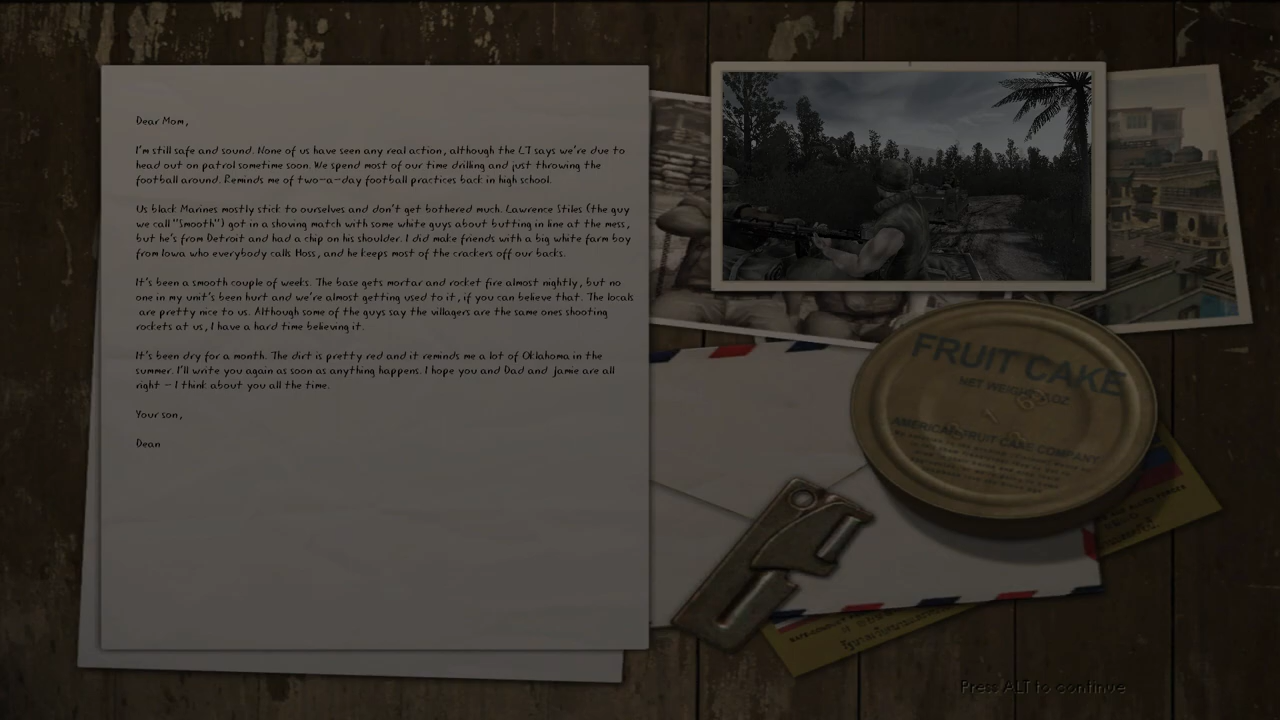 Dear Mom,
I'm still safe and sound. None of us have seen any real action, although the LT says we're due to
head out on patrol sometime soon. We spend most of our time drilling and just throwing the
football around. Reminds me of two-a-day football practices back in high school.
Us black Marines mostly stick to ourselves and don't get bothered much. Lawrence Stiles (the guy
we call "Smooth") got in a shoving match with some white guys about butting in line at the mess,
but he's from Detroit and had a chip on his shoulder. I did make friends with a big white farm boy
from Iowa who everybody calls Hoss, and he keeps most of the crackers off our backs.
It's been a smooth couple of weeks. The base gets mortar and rocket fire almost nightly, but no
one in my unit's been hurt and we're almost getting used to it, if you can believe that. The locals
are pretty nice to us. Although some of the guys say the villagers are the same ones shooting
rockets at us, I have a hard time believing it.
It's been dry for a month. The dirt is pretty red and it reminds me a lot of Oklahoma in the
summer. I'll write you again as soon as anything happens. I hope you and Dad and Jamie are all
right - I think about you all the time.
Your son,
Dean
FRUIT CAKE
NET WEIGHT OZ
AMERICAN FRUIT CAKE COMPANY
Press ALT to continue